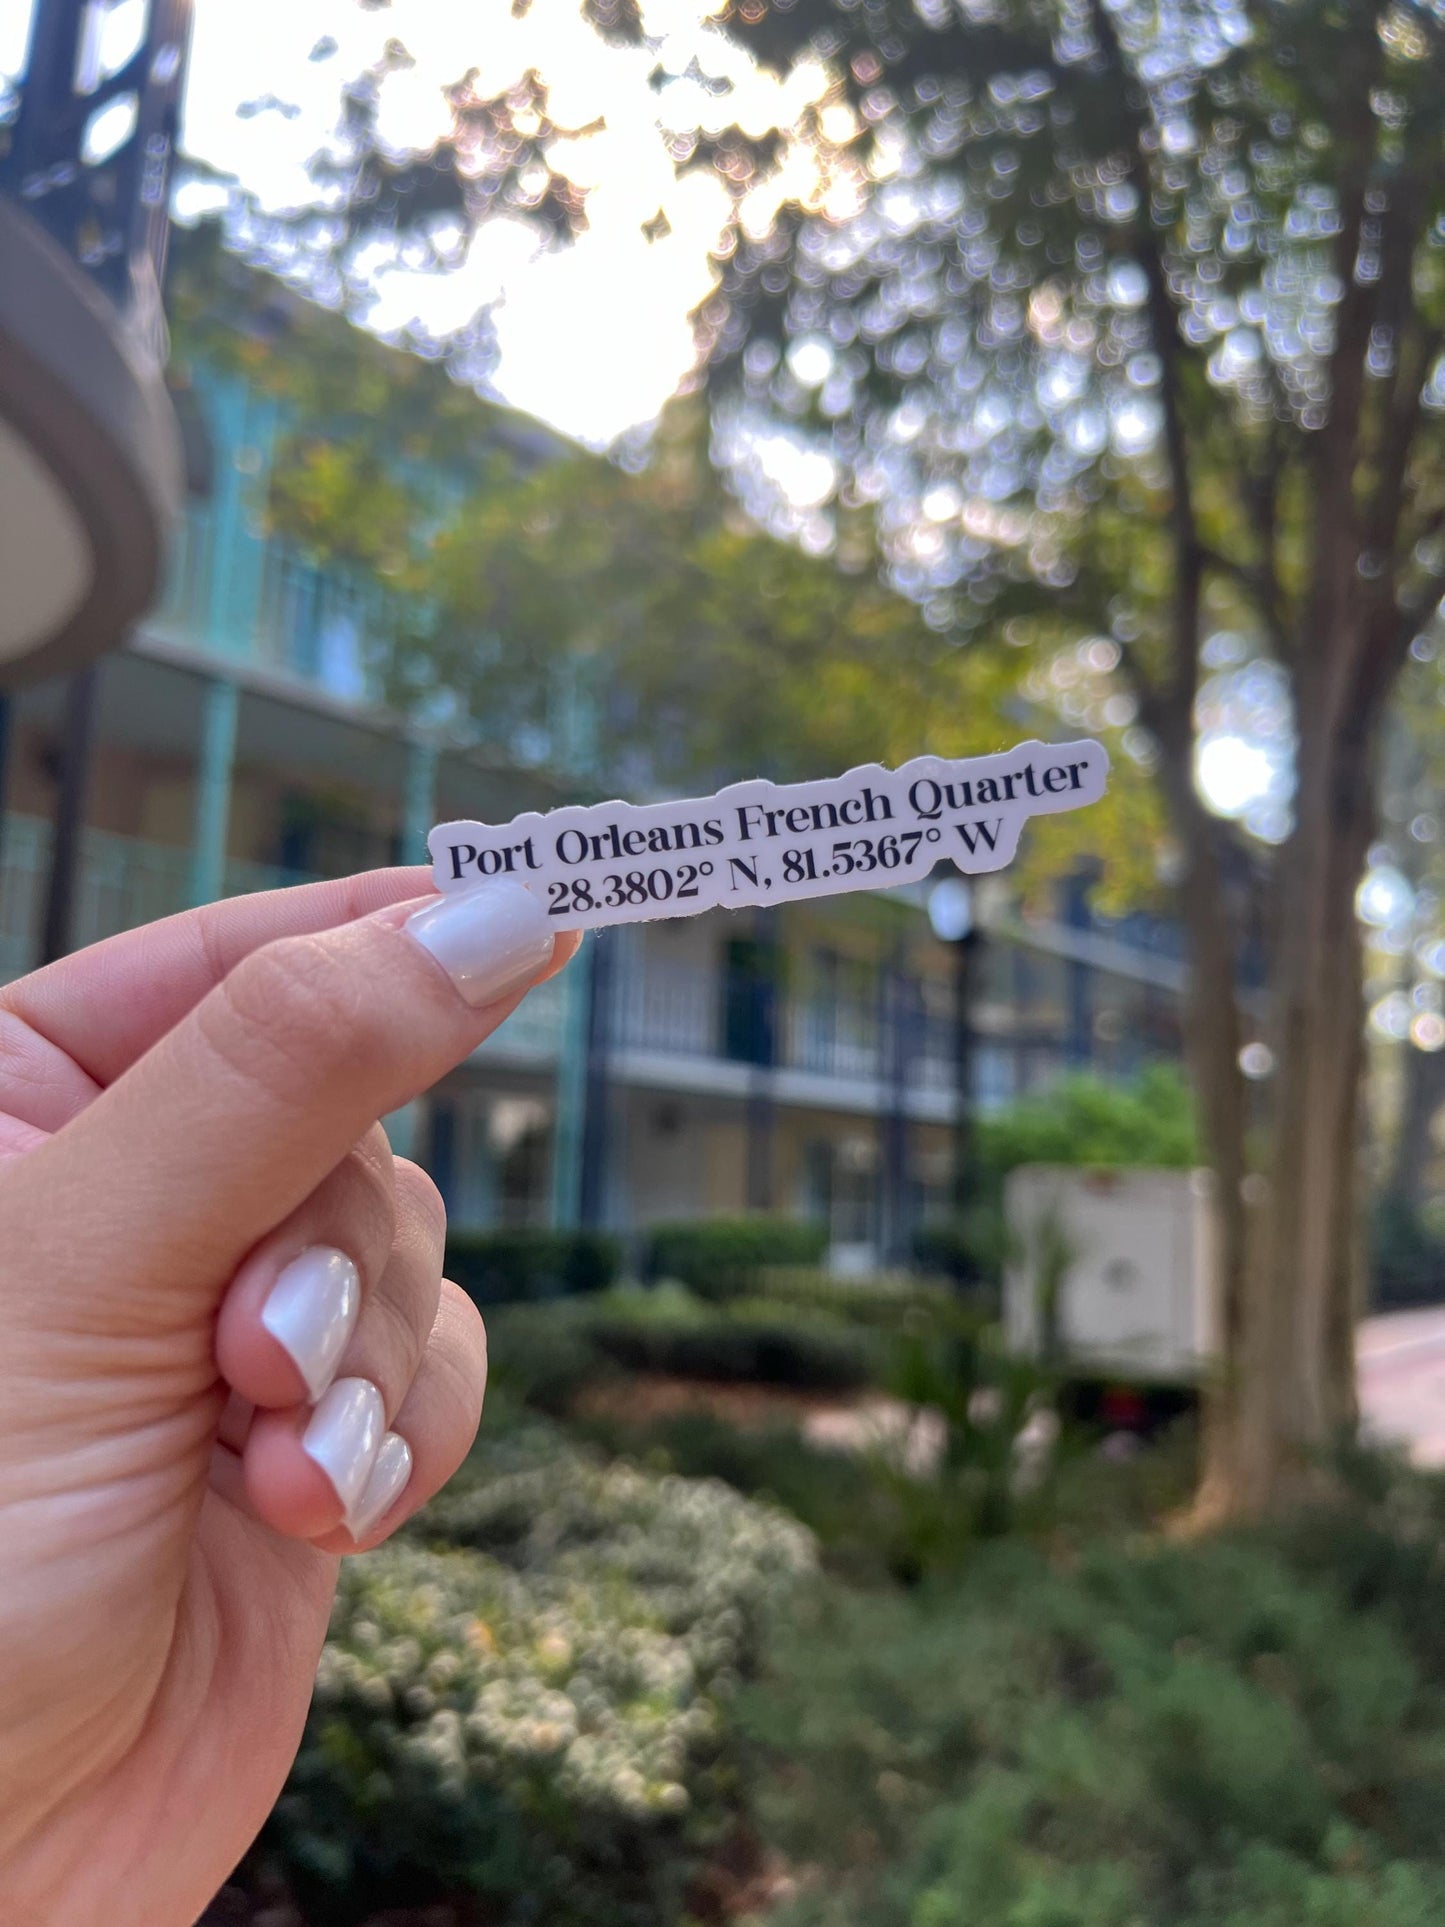 Port Orleans French Quarter
28.3802° N, 81.5367° W